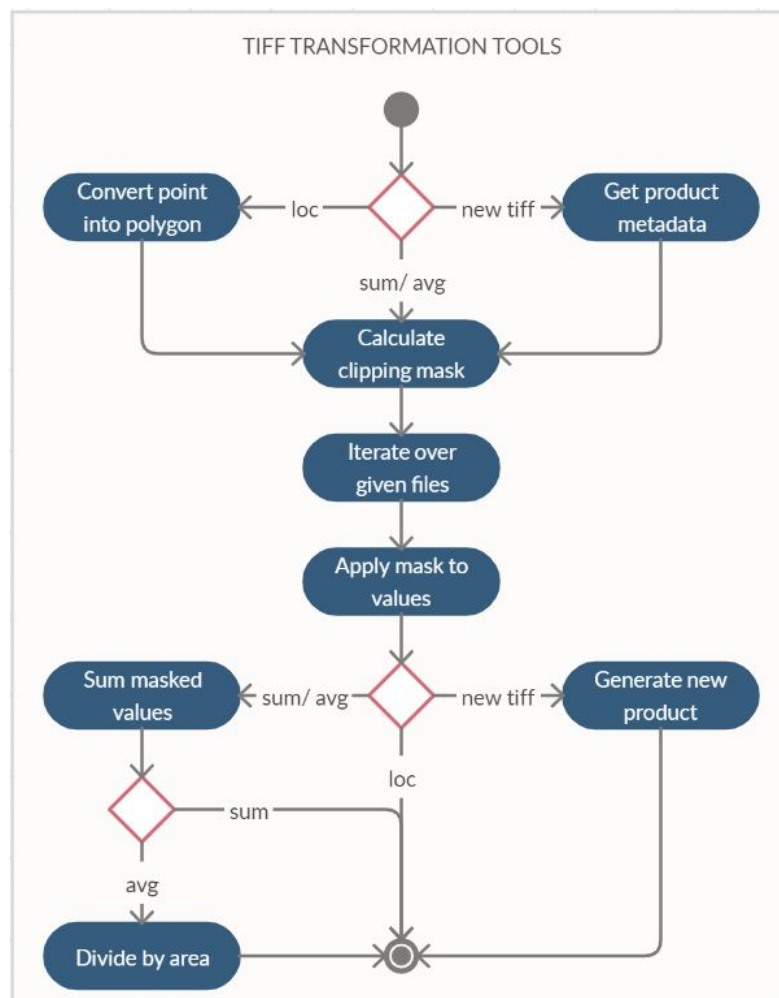 TIFF TRANSFORMATION TOOLS
Convert point
into polygon
loc
new tiff
Get product
metadata
sum/ avg
Calculate
clipping mask
Iterate over
given files
Apply mask to
values
Sum masked
values
sum/ avg
new tiff
Generate new
product
loc
sum
avg
Divide by area